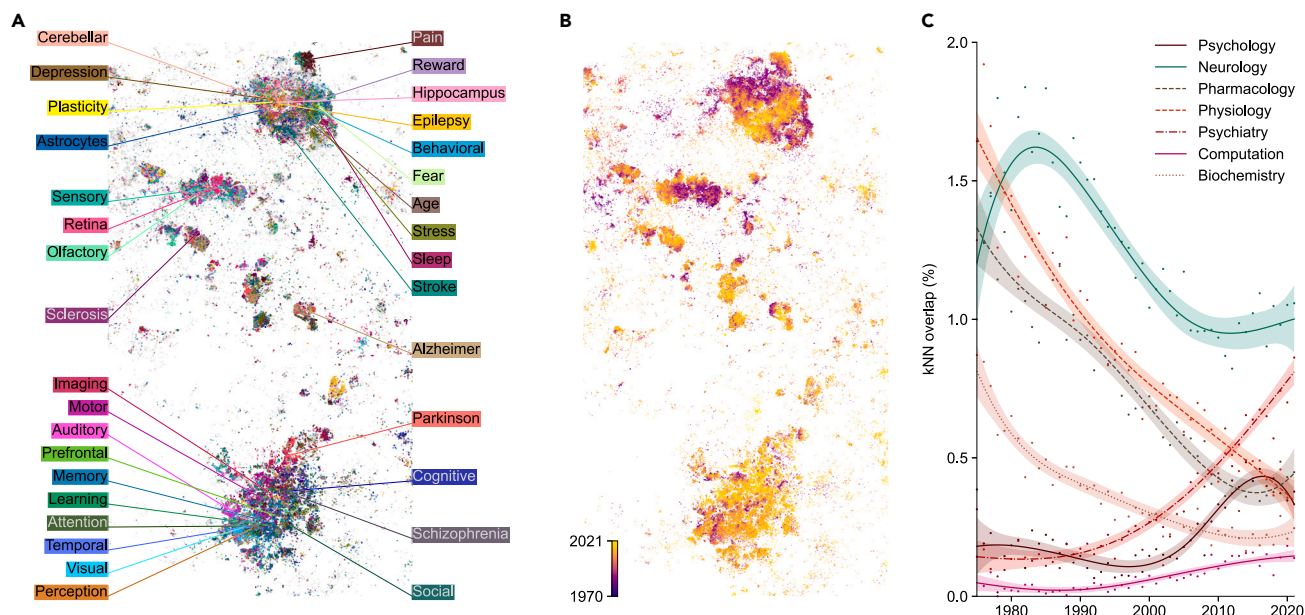 A
Cerebellar
Depression
Plasticity
Astrocytes
Sensory
Retina
Olfactory
Sclerosis
Imaging
Motor
Auditory
Prefrontal
Memory
Learning
Attention
Temporal
Visual
Perception
Pain
Reward
Hippocampus
Epilepsy
Behavioral
Fear
Age
Stress
Sleep
Stroke
Alzheimer
Parkinson
Cognitive
Schizophrenia
Social
B
2021
1970
C
kNN overlap (%)
2.0
1.5
1.0
0.5
0.0
1980
1990
2000
2010
2020
Psychology
Neurology
Pharmacology
Physiology
Psychiatry
Computation
Biochemistry